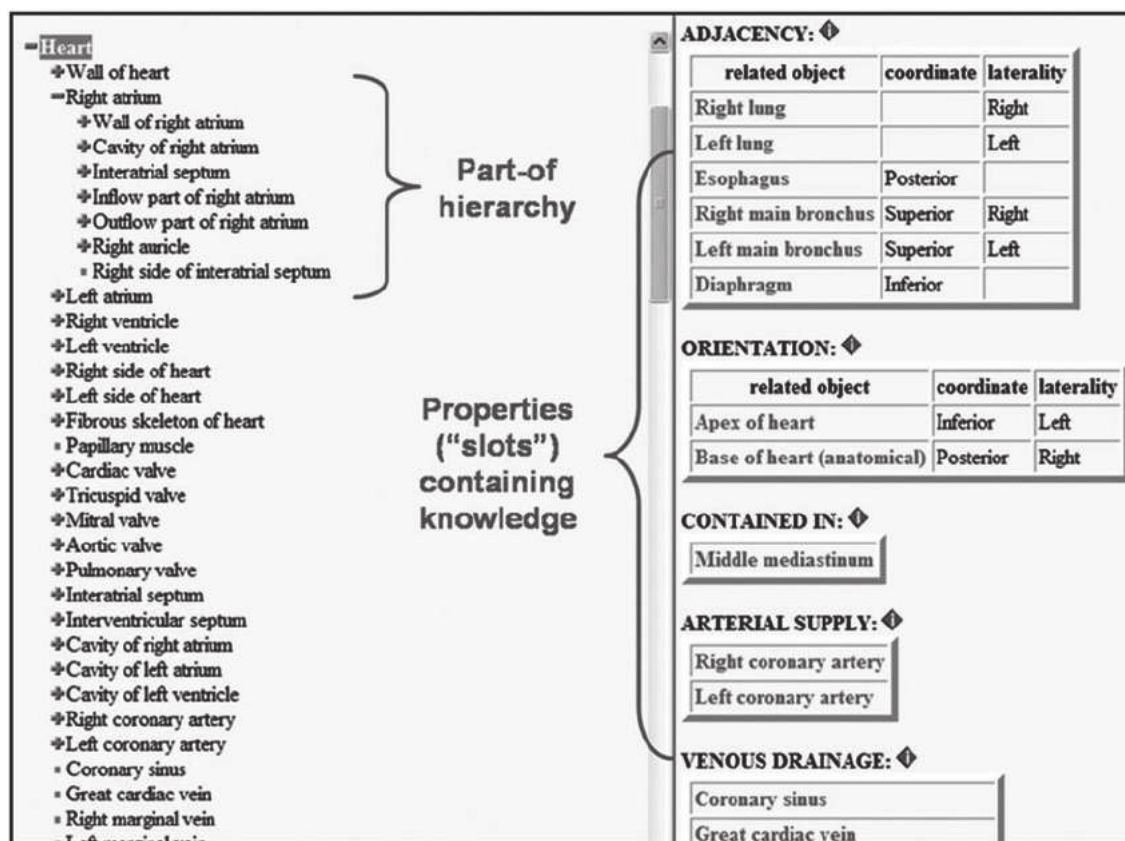 Heart
Wall of heart
Right atrium
Wall of right atrium
Cavity of right atrium
Interatrial septum
Inflow part of right atrium
Outflow part of right atrium
Right auricle
Right side of interatrial septum
Left atrium
Right ventricle
Left ventricle
Right side of heart
Left side of heart
Fibrous skeleton of heart
Papillary muscle
Cardiac valve
Tricuspid valve
Mitral valve
Aortic valve
Pulmonary valve
Interatrial septum
Interventricular septum
Cavity of right atrium
Cavity of left atrium
Cavity of left ventricle
Right coronary artery
Left coronary artery
Coronary sinus
Great cardiac vein
Right marginal vein
Left marginal vein
Part-of
hierarchy
Properties
("slots")
containing
knowledge
ADJACENCY:
related object coordinate laterality
Right lung Right
Left lung Left
Esophagus Posterior
Right main bronchus Superior Right
Left main bronchus Superior Left
Diaphragm Inferior
ORIENTATION:
related object coordinate laterality
Apex of heart Inferior Left
Base of heart (anatomical) Posterior Right
CONTAINED IN:
Middle mediastinum
ARTERIAL SUPPLY:
Right coronary artery
Left coronary artery
VENOUS DRAINAGE:
Coronary sinus
Great cardiac vein